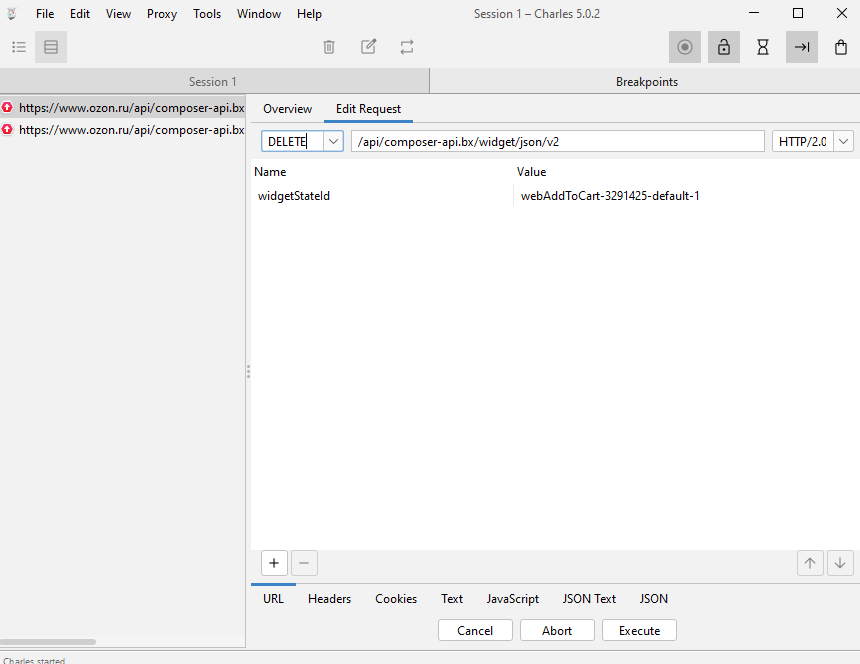 File Edit View Proxy Tools Window Help Session 1 – Charles 5.0.2
Session 1 Breakpoints
https://www.ozon.ru/api/composer-api.bx
https://www.ozon.ru/api/composer-api.bx
Overview Edit Request
DELETE /api/composer-api.bx/widget/json/v2 HTTP/2.0
Name Value
widgetStateId webAddToCart-3291425-default-1
URL Headers Cookies Text JavaScript JSON Text JSON
Cancel Abort Execute
Charles started